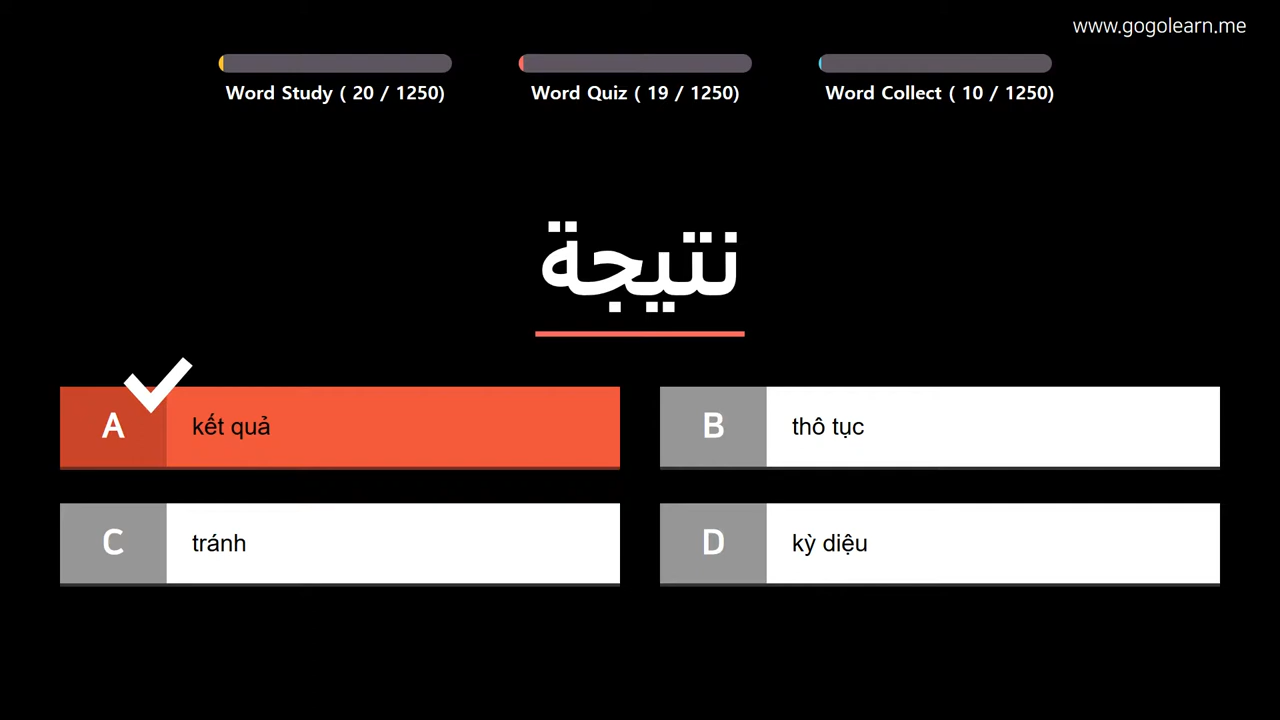 www.gogolearn.me
Word Study ( 20 / 1250)
Word Quiz ( 19 / 1250)
Word Collect ( 10 / 1250)
نتيجة
A kết quả
B thô tục
C tránh
D kỳ diệu